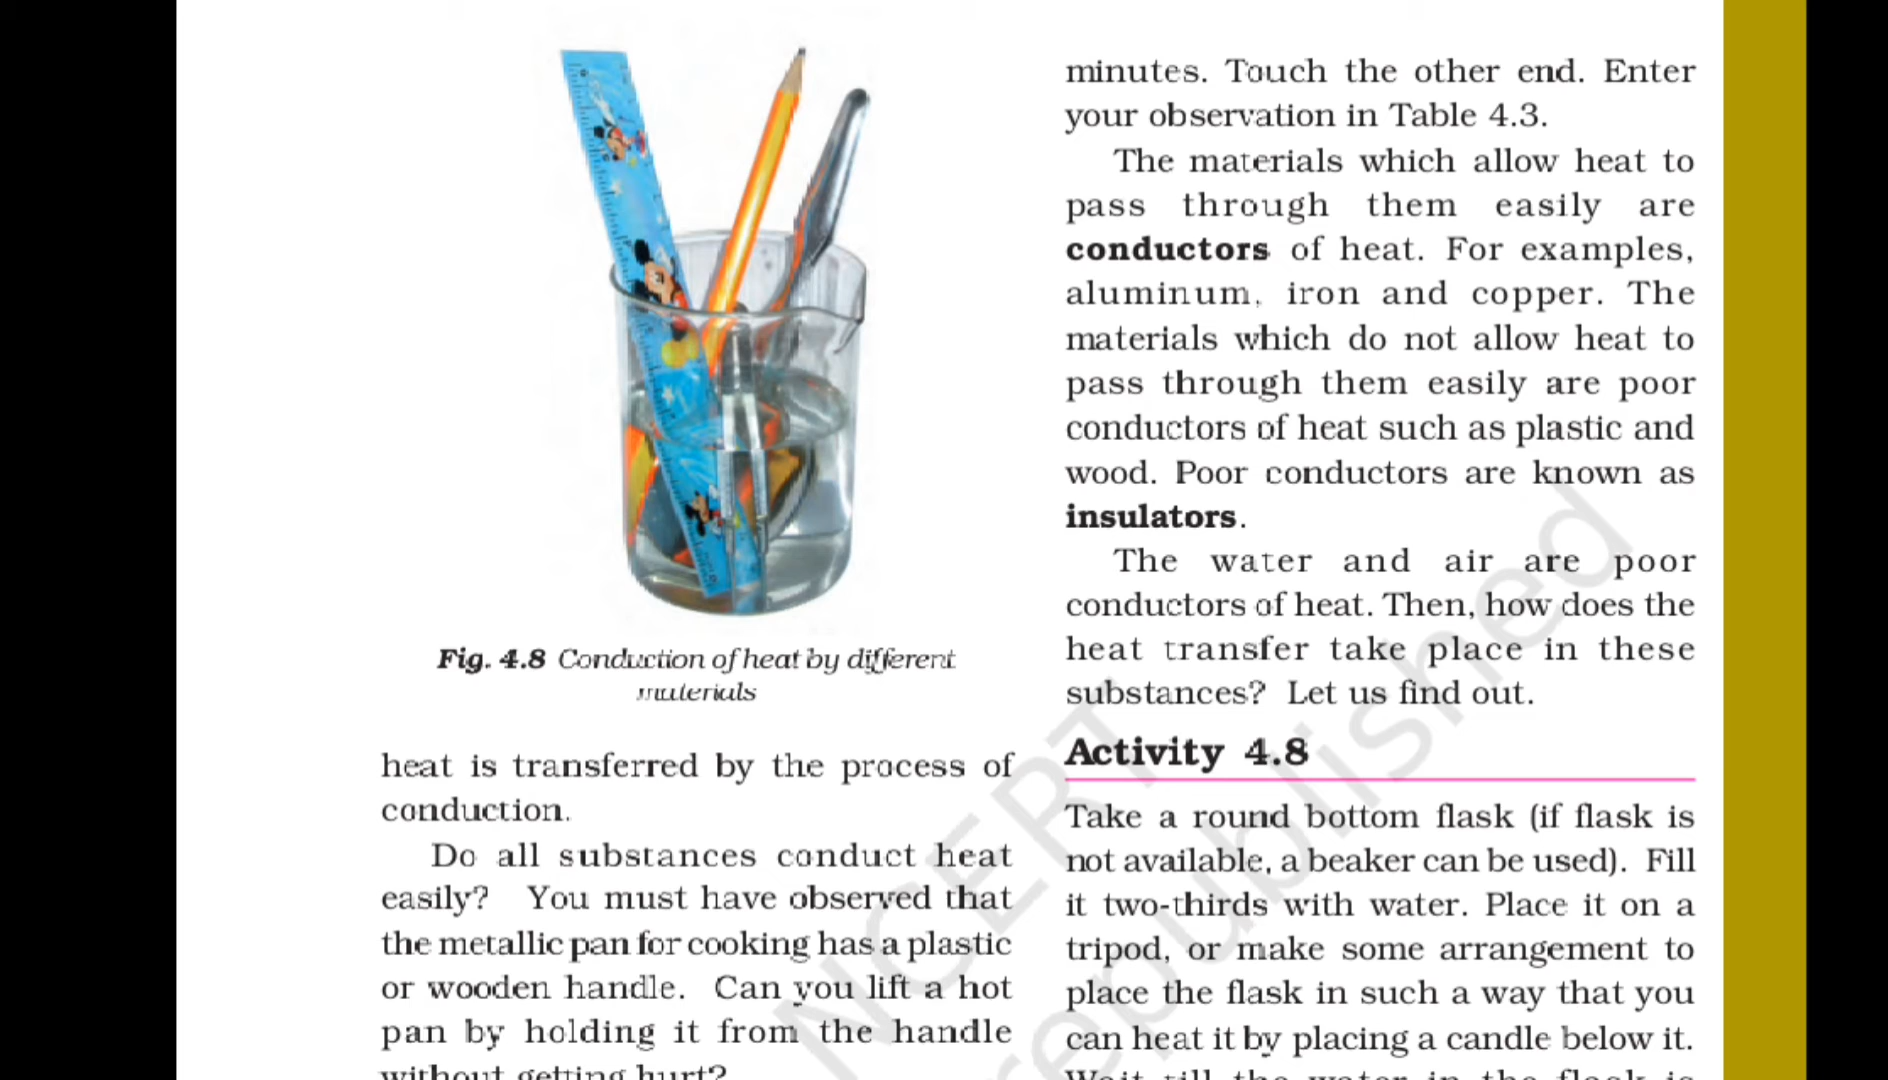 Fig. 4.8 Conduction of heat by different
materials
heat is transferred by the process of
conduction.
Do all substances conduct heat
easily? You must have observed that
the metallic pan for cooking has a plastic
or wooden handle. Can you lift a hot
pan by holding it from the handle
without getting hurt?
minutes. Touch the other end. Enter
your observation in Table 4.3.
The materials which allow heat to
pass through them easily are
conductors of heat. For examples,
aluminum, iron and copper. The
materials which do not allow heat to
pass through them easily are poor
conductors of heat such as plastic and
wood. Poor conductors are known as
insulators.
The water and air are poor
conductors of heat. Then, how does the
heat transfer take place in these
substances? Let us find out.
Activity 4.8
Take a round bottom flask (if flask is
not available, a beaker can be used). Fill
it two-thirds with water. Place it on a
tripod, or make some arrangement to
place the flask in such a way that you
can heat it by placing a candle below it.
Wait till the water in the flask is
NCERT
republished